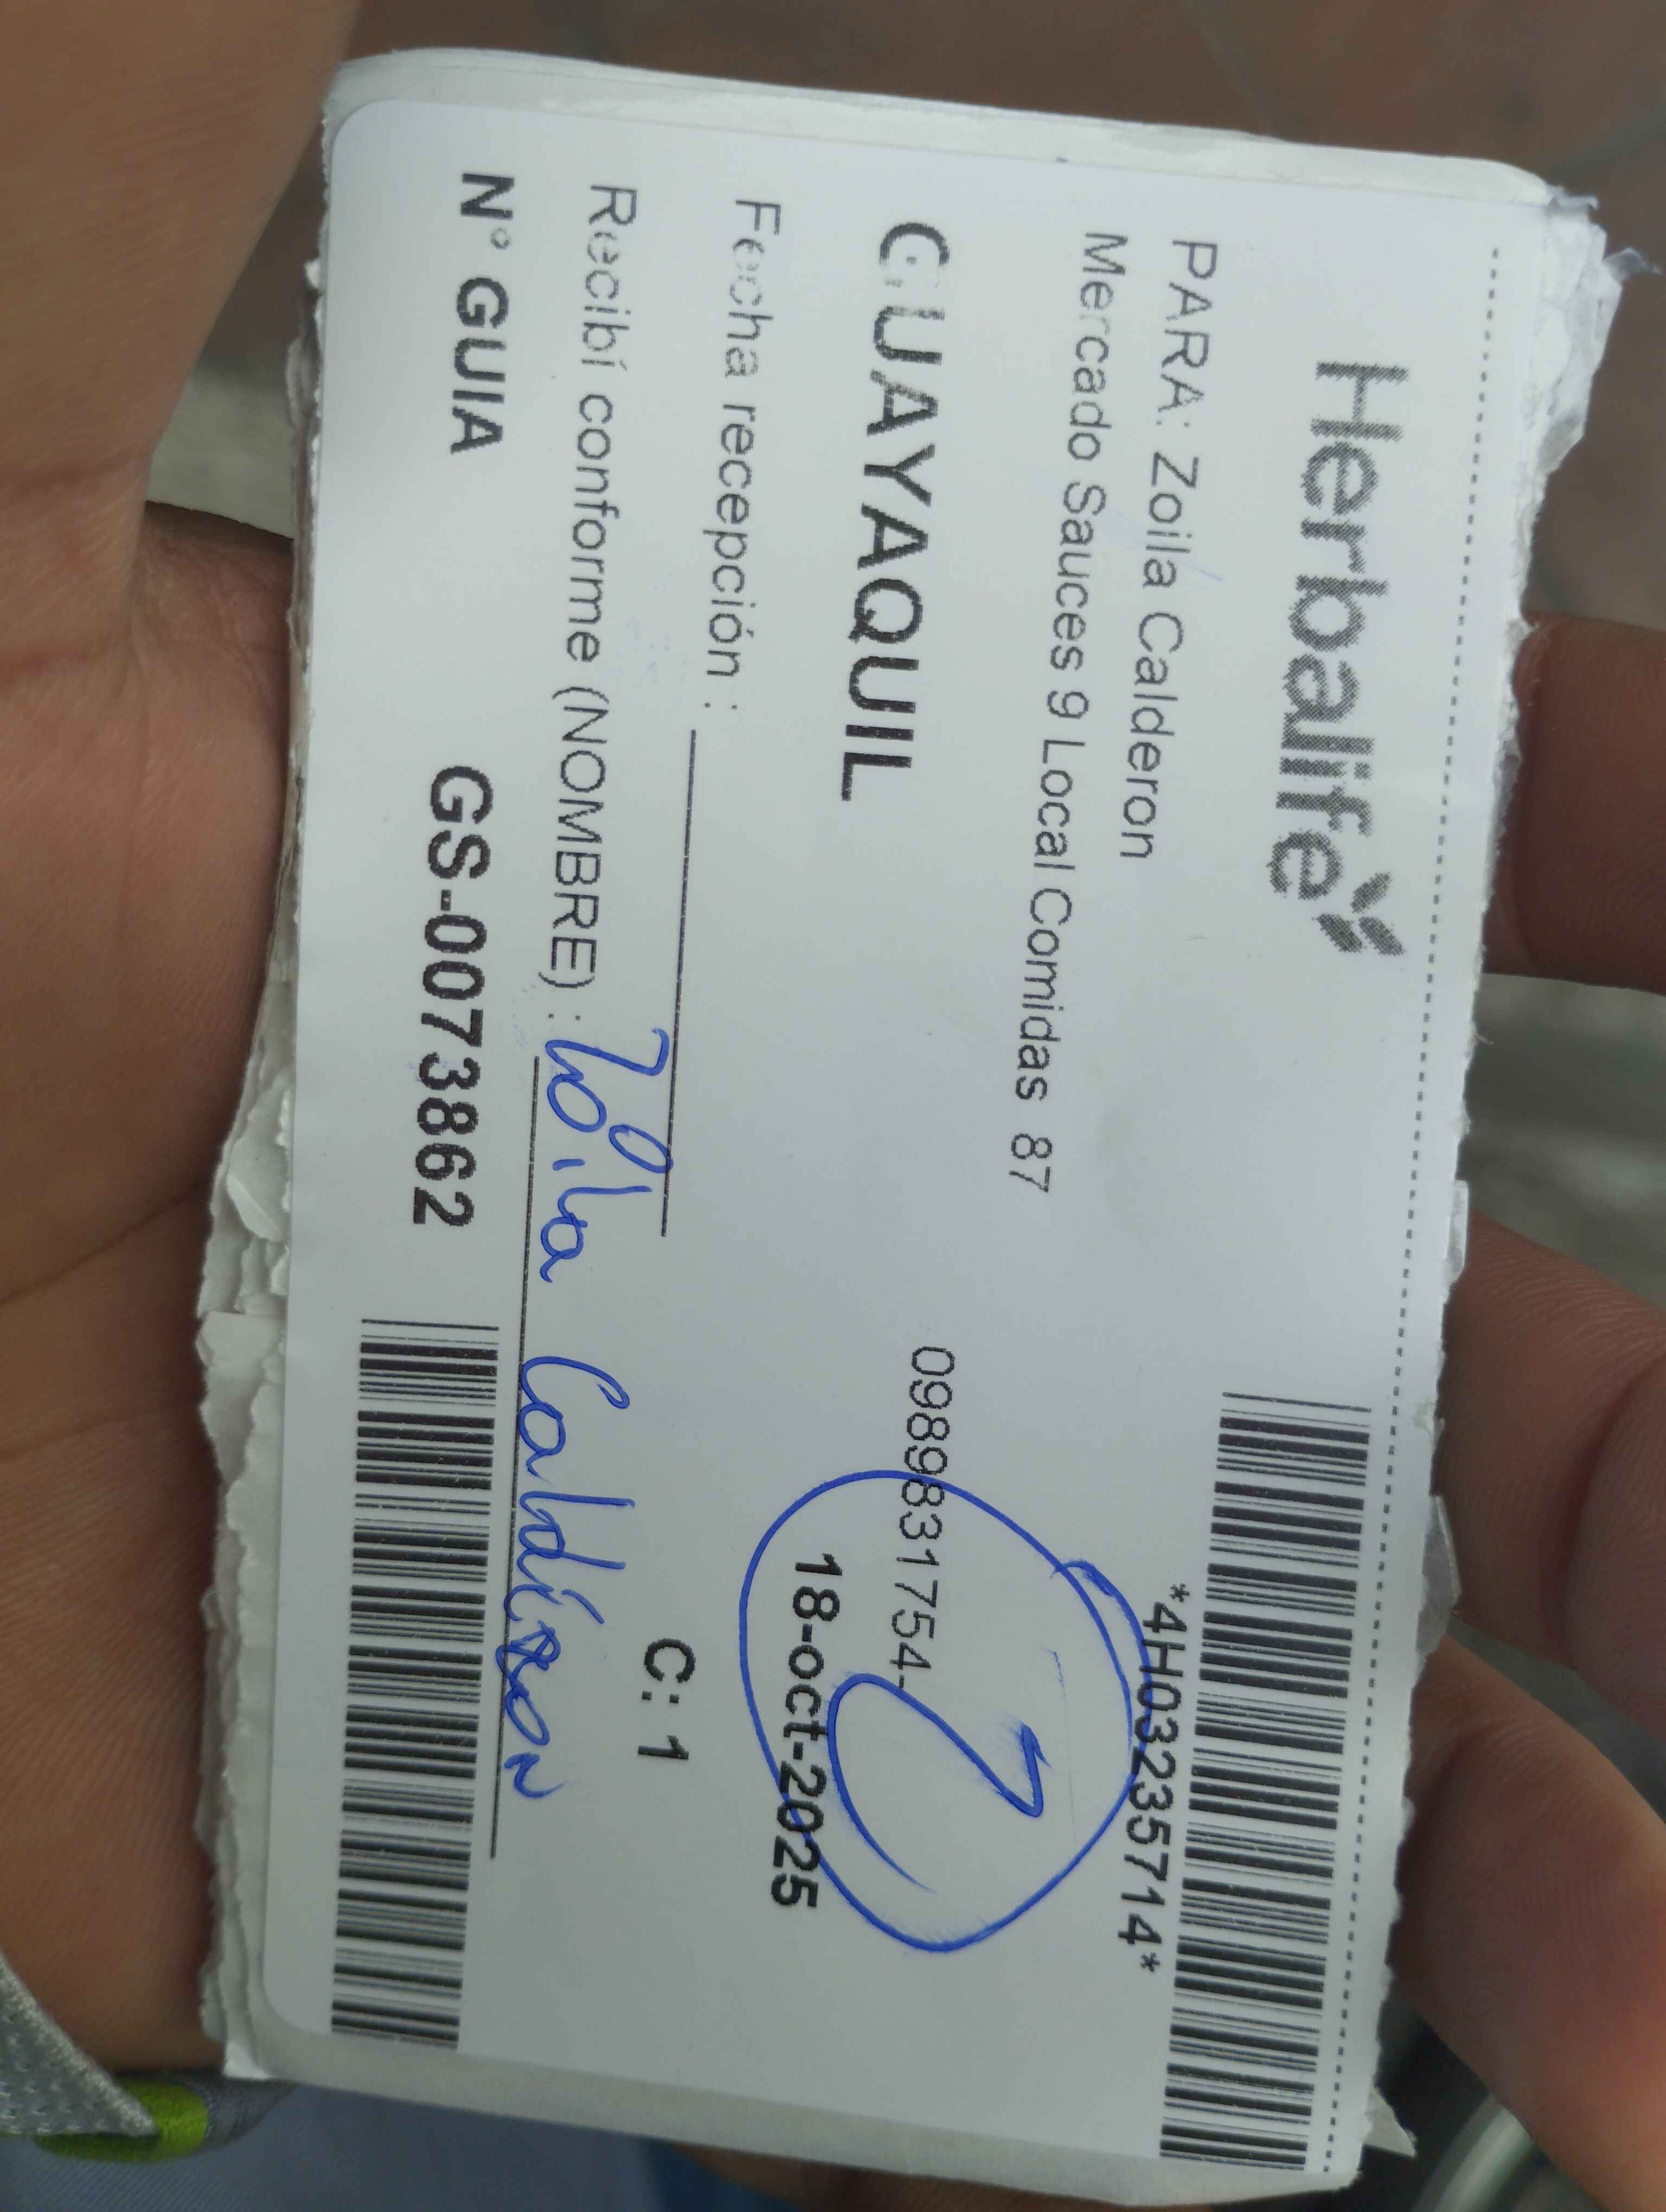 Herbalife
*4H03235714*
PARA: Zoila Calderon
Mercado Sauces 9 Local Comidas 87
0989831754-
GUAYAQUIL
18-oct-2025
Fecha recepción :
C: 1
Recibí conforme (NOMBRE) : Zoila Calderon
N° GUIA GS-0073862